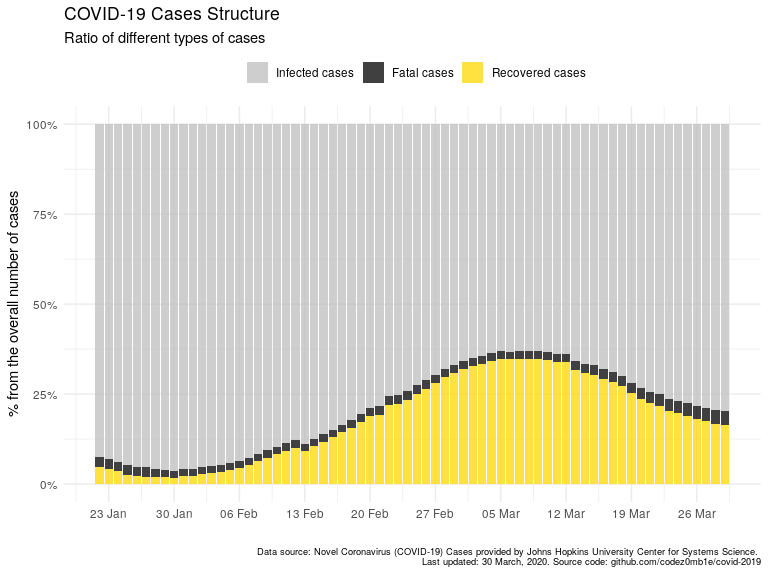 COVID-19 Cases Structure
Ratio of different types of cases
Infected cases Fatal cases Recovered cases
% from the overall number of cases
100%
75%
50%
25%
0%
23 Jan 30 Jan 06 Feb 13 Feb 20 Feb 27 Feb 05 Mar 12 Mar 19 Mar 26 Mar
Data source: Novel Coronavirus (COVID-19) Cases provided by Johns Hopkins University Center for Systems Science.
Last updated: 30 March, 2020. Source code: github.com/codez0mb1e/covid-2019